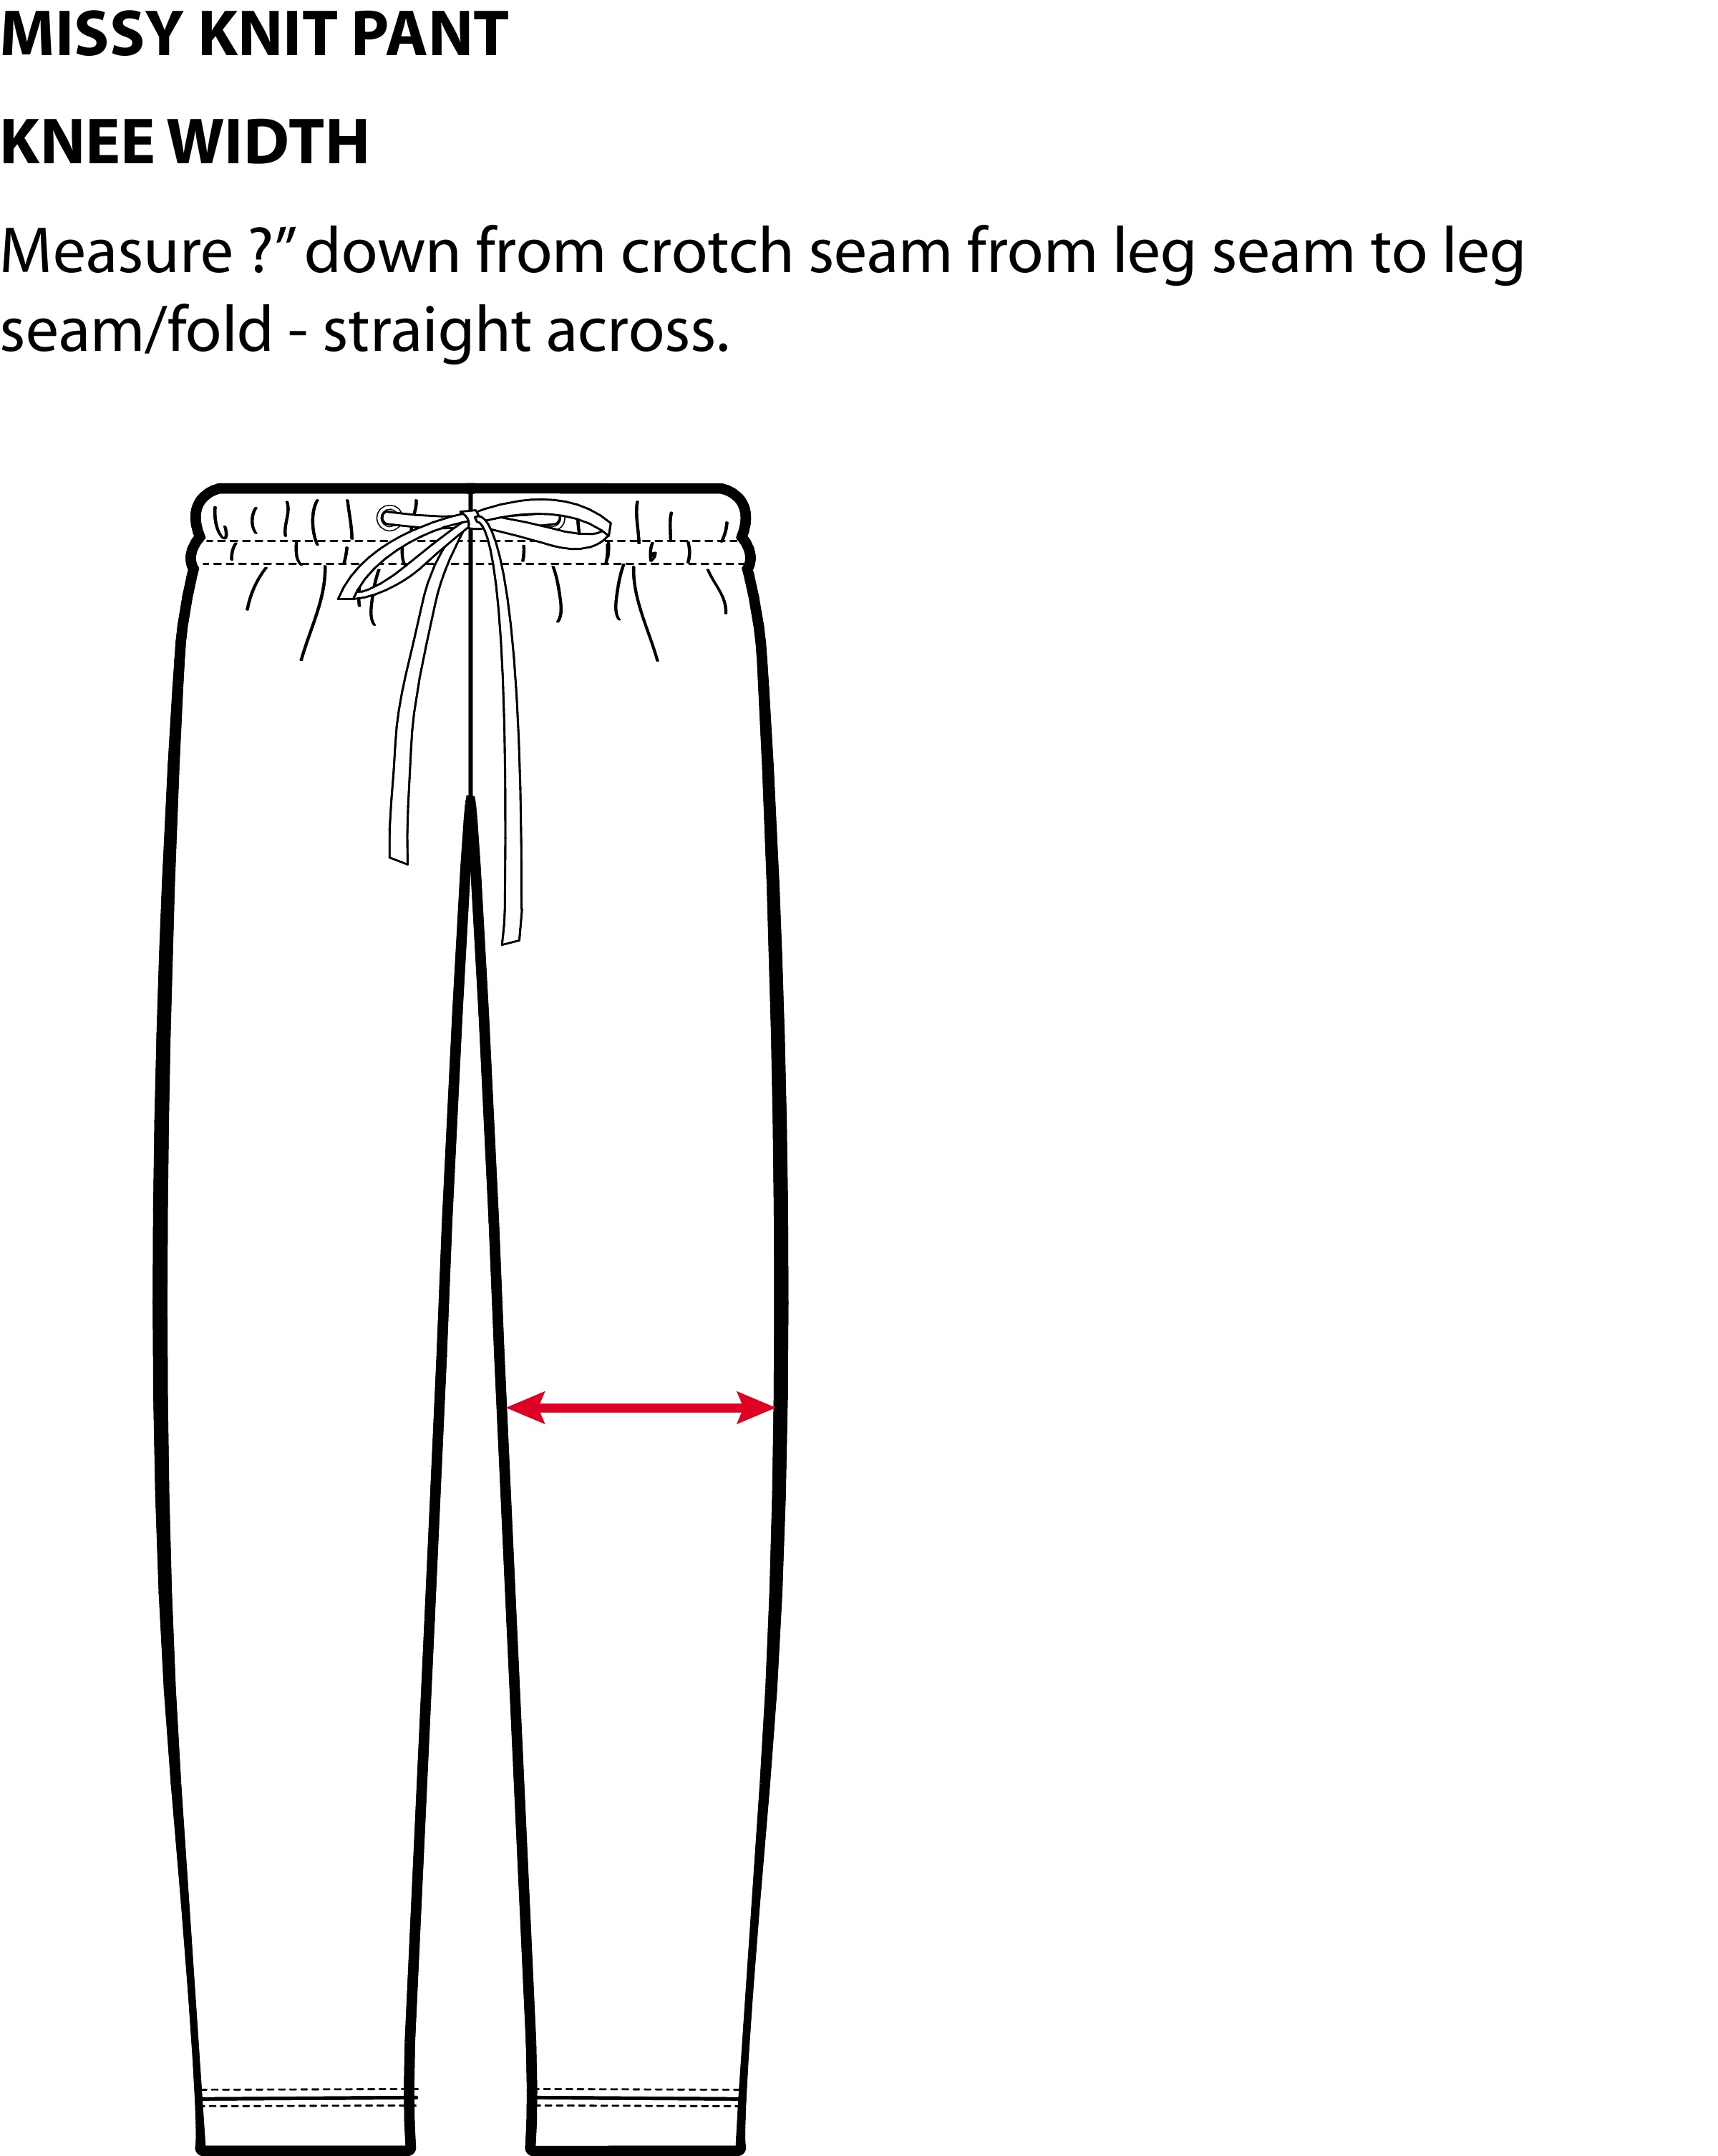 MISSY KNIT PANT
KNEE WIDTH
Measure ?” down from crotch seam from leg seam to leg
seam/fold - straight across.